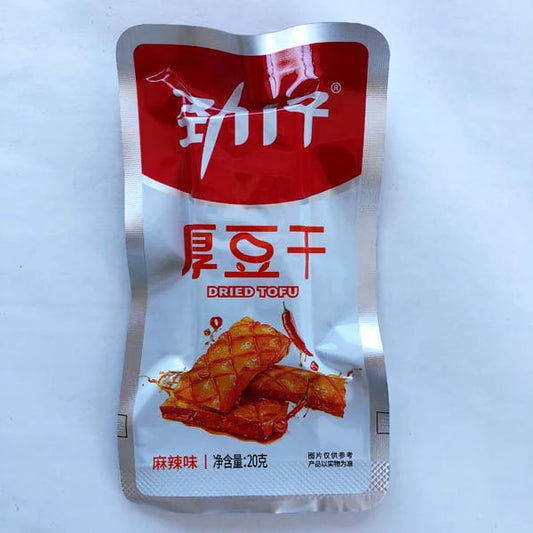 劲仔®
厚豆干
DRIED TOFU
麻辣味 | 净含量:20克
图片仅供参考
产品以实物为准